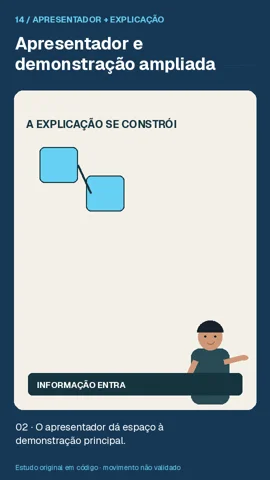 14 / APRESENTADOR + EXPLICAÇÃO
Apresentador e
demonstração ampliada
A EXPLICAÇÃO SE CONSTRÓI
INFORMAÇÃO ENTRA
02 · O apresentador dá espaço à
demonstração principal.
Estudo original em código · movimento não validado